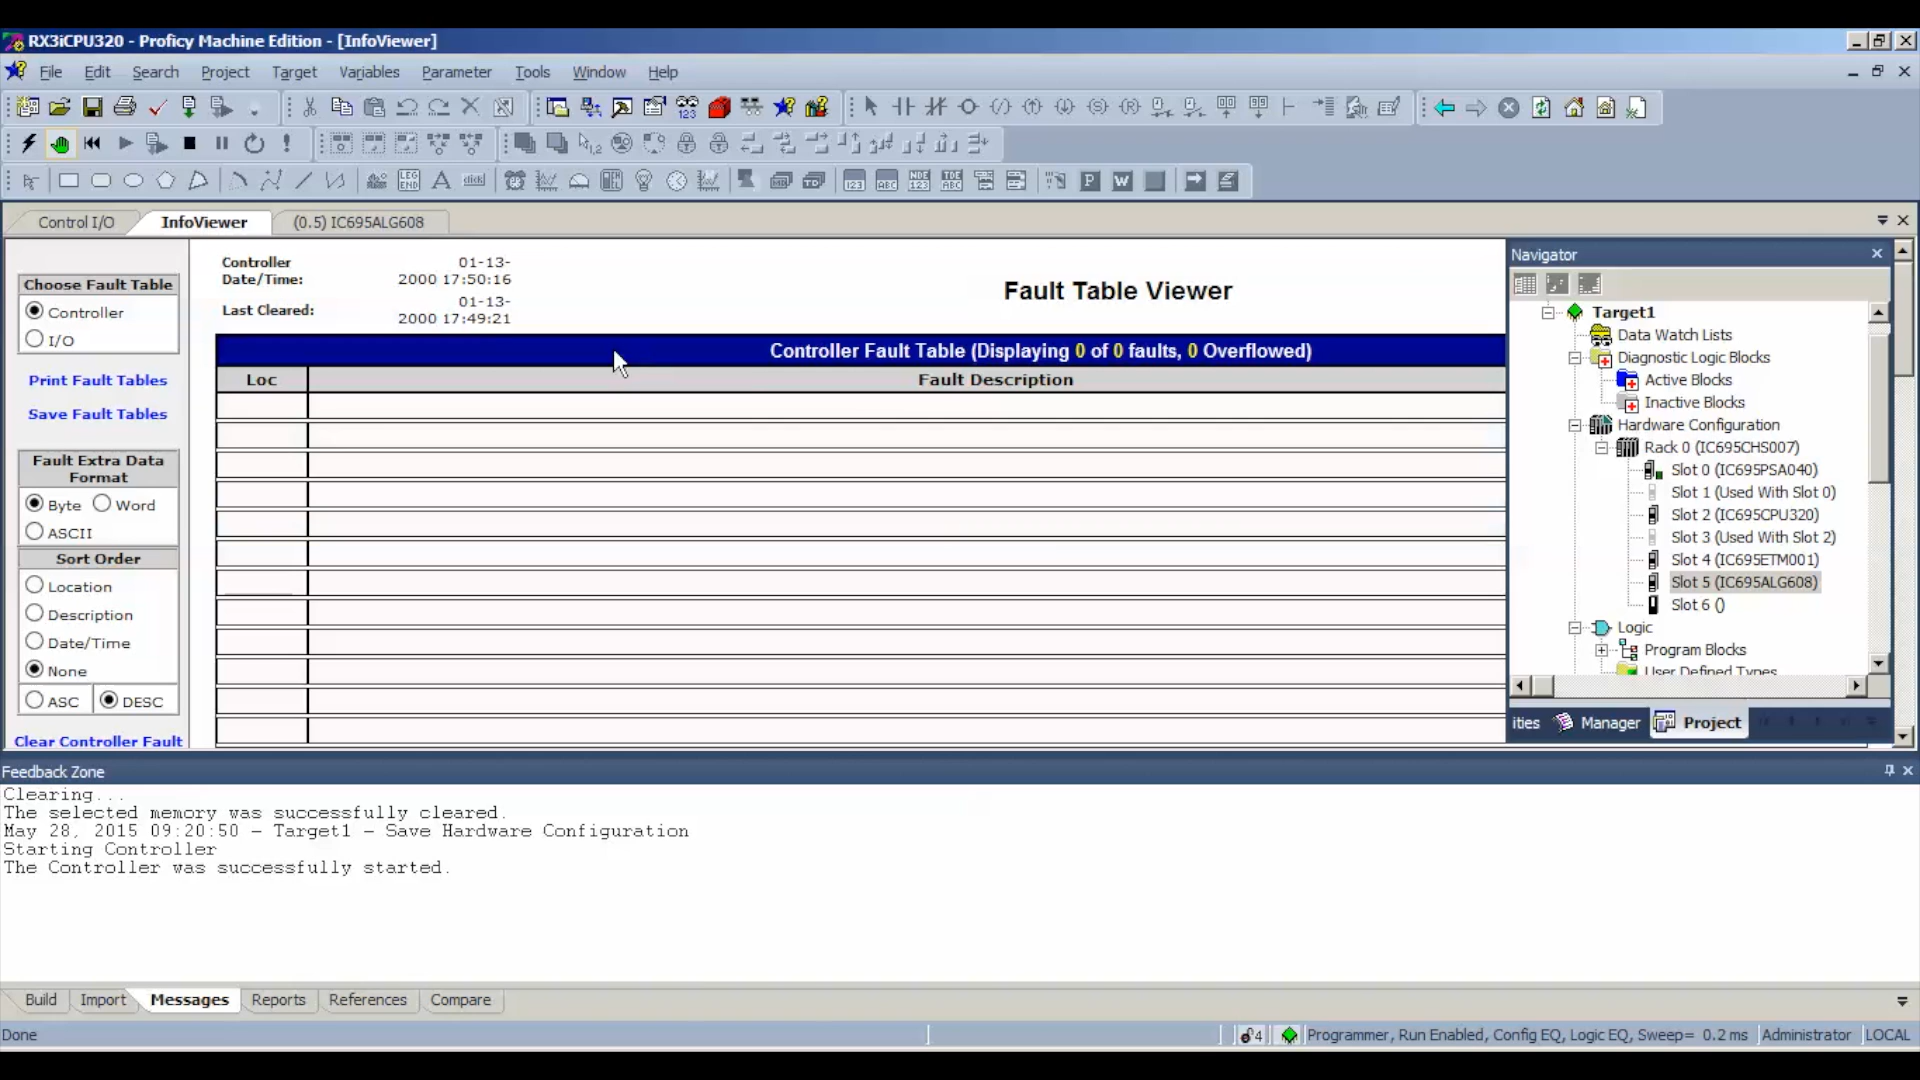 RX3iCPU320 - Proficy Machine Edition - [InfoViewer]
File Edit Search Project Target Variables Parameter Tools Window Help
Control I/O InfoViewer (0.5) IC695ALG608
Choose Fault Table
Controller
I/O
Print Fault Tables
Save Fault Tables
Fault Extra Data
Format
Byte Word
ASCII
Sort Order
Location
Description
Date/Time
None
ASC DESC
Clear Controller Fault
Controller 01-13-
Date/Time: 2000 17:50:16
01-13-
Last Cleared: 2000 17:49:21
Fault Table Viewer
Controller Fault Table (Displaying 0 of 0 faults, 0 Overflowed)
Loc Fault Description
Navigator
Target1
Data Watch Lists
Diagnostic Logic Blocks
Active Blocks
Inactive Blocks
Hardware Configuration
Rack 0 (IC695CHS007)
Slot 0 (IC695PSA040)
Slot 1 (Used With Slot 0)
Slot 2 (IC695CPU320)
Slot 3 (Used With Slot 2)
Slot 4 (IC695ETM001)
Slot 5 (IC695ALG608)
Slot 6 ()
Logic
Program Blocks
User Defined Types
ities Manager Project
Feedback Zone
Clearing...
The selected memory was successfully cleared.
May 28, 2015 09:20:50 - Target1 - Save Hardware Configuration
Starting Controller
The Controller was successfully started.
Build Import Messages Reports References Compare
Done 4 Programmer, Run Enabled, Config EQ, Logic EQ, Sweep= 0.2 ms Administrator LOCAL